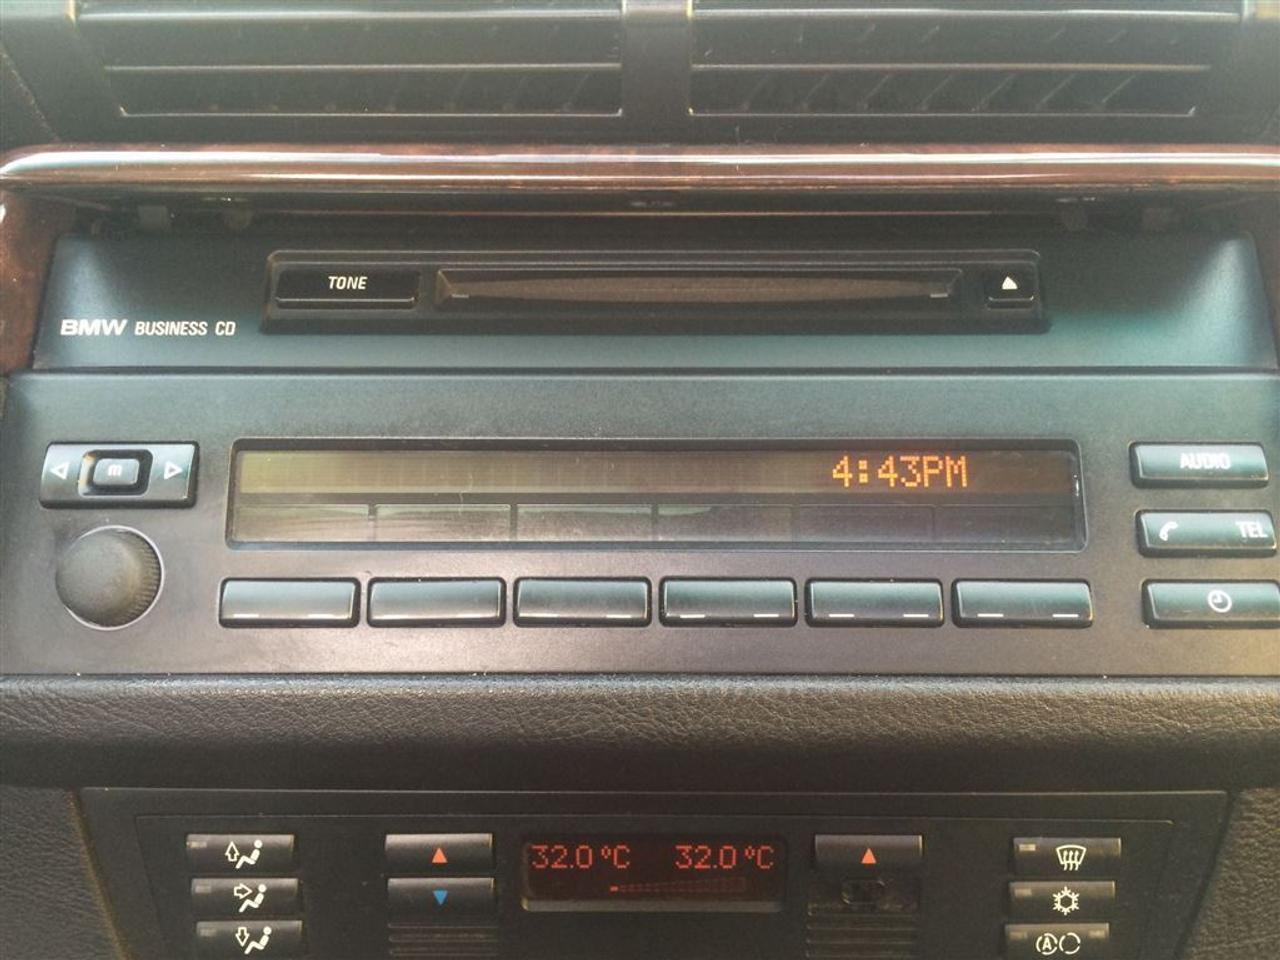 TONE
BMW BUSINESS CD
m
4:43PM
AUDIO
TEL
32.0 °C 32.0 °C
A